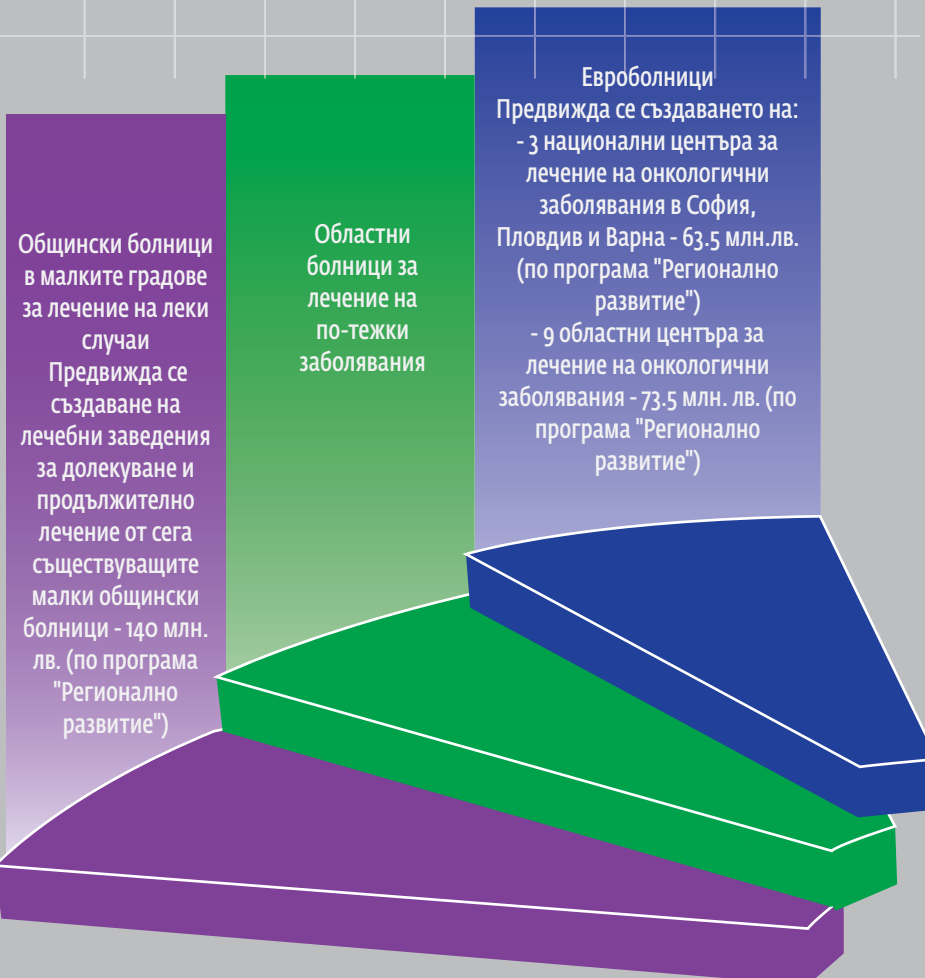 Общински болници
в малките градове
за лечение на леки
случаи
Предвижда се
създаване на
лечебни заведения
за долекуване и
продължително
лечение от сега
съществуващите
малки общински
болници - 140 млн.
лв. (по програма
"Регионално
развитие")
Областни
болници за
лечение на
по-тежки
заболявания
Евроболници
Предвижда се създаването на:
- 3 национални центъра за
лечение на онкологични
заболявания в София,
Пловдив и Варна - 63.5 млн.лв.
(по програма "Регионално
развитие")
- 9 областни центъра за
лечение на онкологични
заболявания - 73.5 млн. лв. (по
програма "Регионално
развитие")